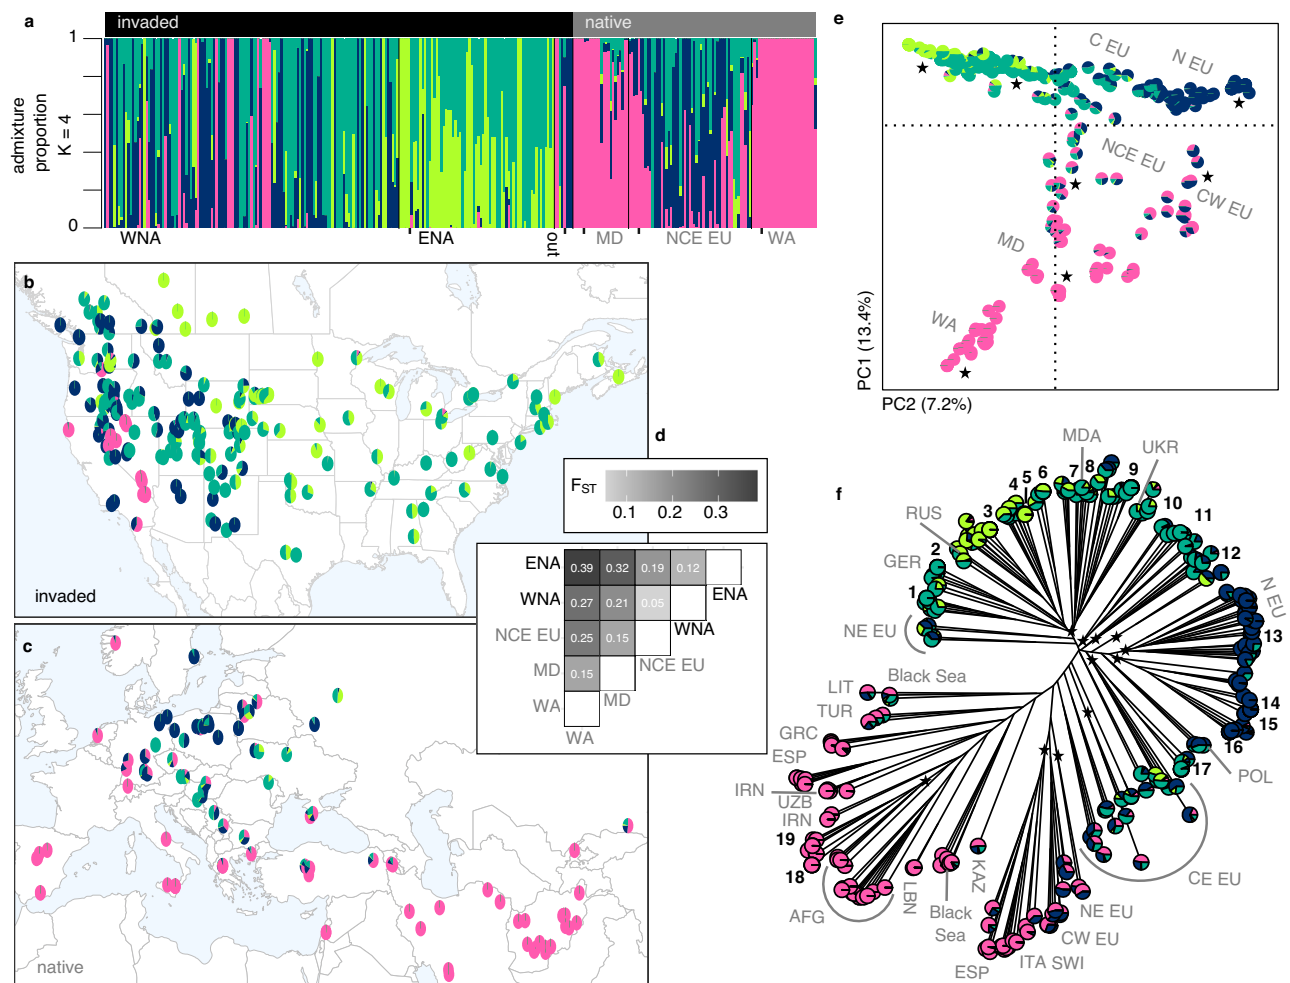 a
invaded
native
1
0
admixture
proportion
K = 4
WNA
ENA
out
MD
NCE EU
WA
b
invaded
c
native
d
FST
0.1
0.2
0.3
ENA
0.39
0.32
0.19
0.12
WNA
0.27
0.21
0.05
ENA
NCE EU
0.25
0.15
WNA
MD
0.15
NCE EU
WA
MD
WA
e
C EU
N EU
NCE EU
CW EU
MD
WA
PC1 (13.4%)
PC2 (7.2%)
f
MDA
UKR
RUS
GER
NE EU
1
2
3
4
5
6
7
8
9
10
11
12
N EU
13
14
15
16
17
POL
CE EU
NE EU
CW EU
SWI
ITA
ESP
KAZ
Black
Sea
LBN
AFG
18
19
IRN
UZB
IRN
ESP
GRC
TUR
LIT
Black Sea